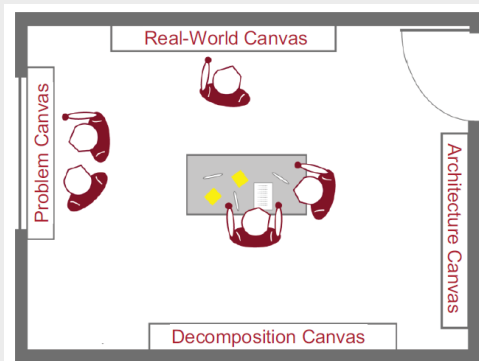 Real-World Canvas
Problem Canvas
Architecture Canvas
Decomposition Canvas